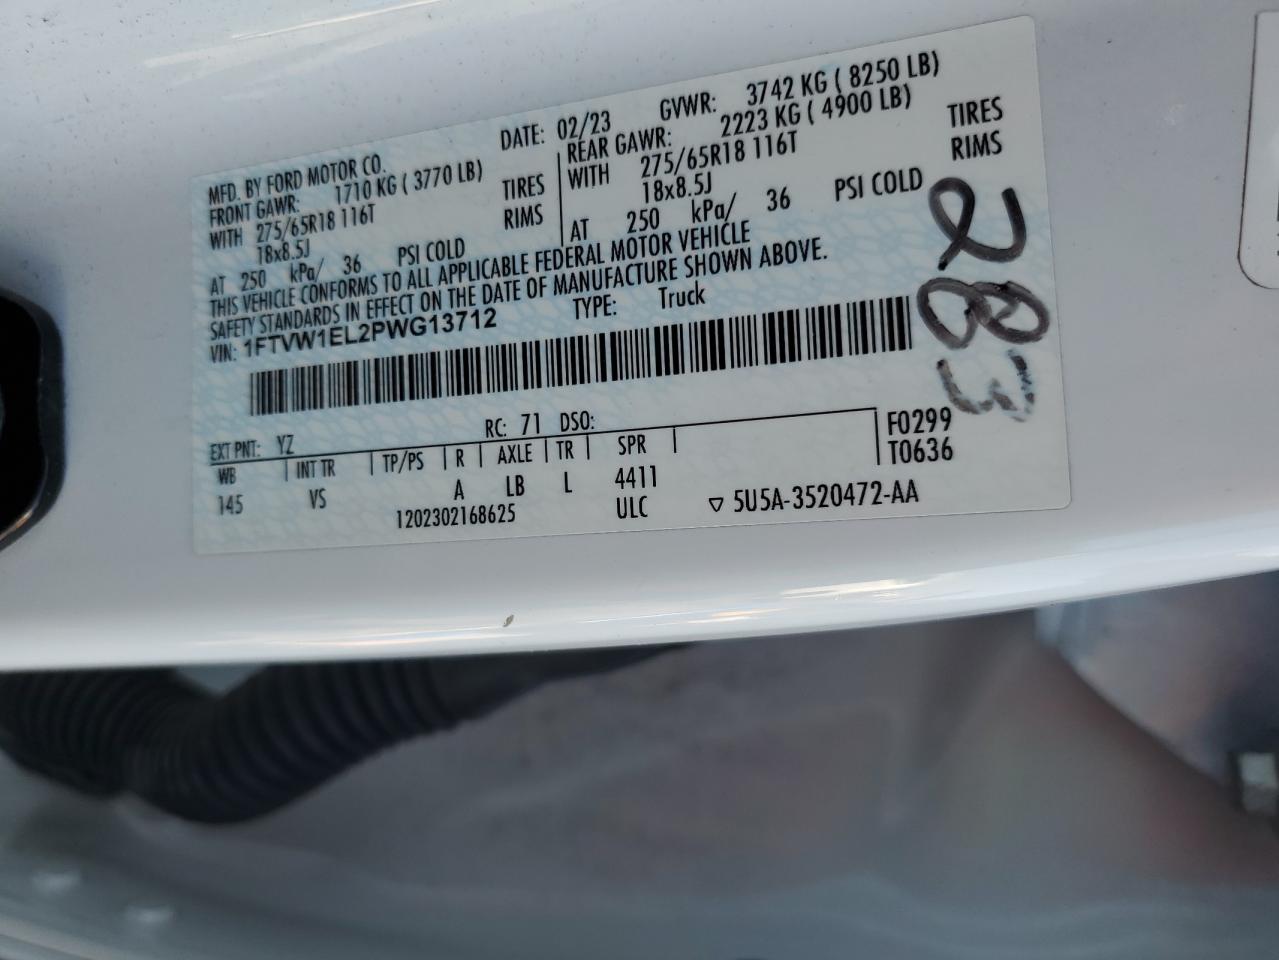 MFD. BY FORD MOTOR CO.
DATE: 02/23
GVWR: 3742 KG ( 8250 LB)
FRONT GAWR: 1710 KG ( 3770 LB)
REAR GAWR: 2223 KG ( 4900 LB)
WITH 275/65R18 116T TIRES
WITH 275/65R18 116T TIRES
18x8.5J RIMS
18x8.5J RIMS
AT 250 kPa/ 36 PSI COLD
AT 250 kPa/ 36 PSI COLD
THIS VEHICLE CONFORMS TO ALL APPLICABLE FEDERAL MOTOR VEHICLE
SAFETY STANDARDS IN EFFECT ON THE DATE OF MANUFACTURE SHOWN ABOVE.
VIN: 1FTVW1EL2PWG13712 TYPE: Truck
283
EXT PNT: YZ RC: 71 DSO: F0299
WB INT TR TP/PS R AXLE TR SPR T0636
145 VS A LB L 4411
1202302168625 ULC ▽ 5U5A-3520472-AA